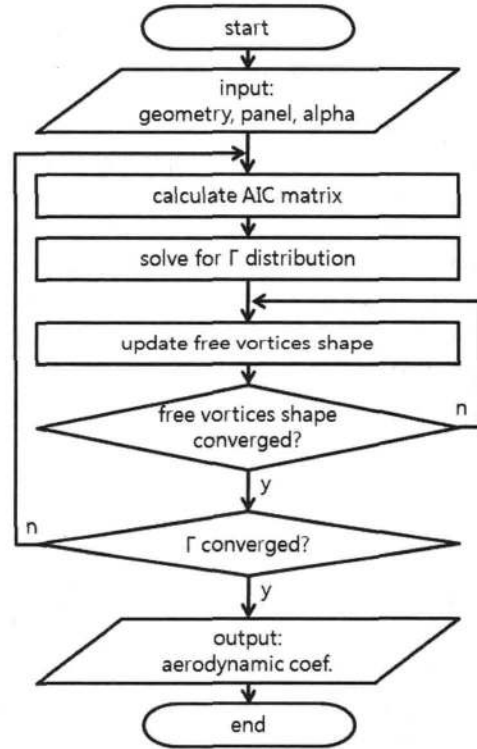 start
input:
geometry, panel, alpha
calculate AIC matrix
solve for Γ distribution
update free vortices shape
free vortices shape
converged?
n
y
Γ converged?
n
y
output:
aerodynamic coef.
end